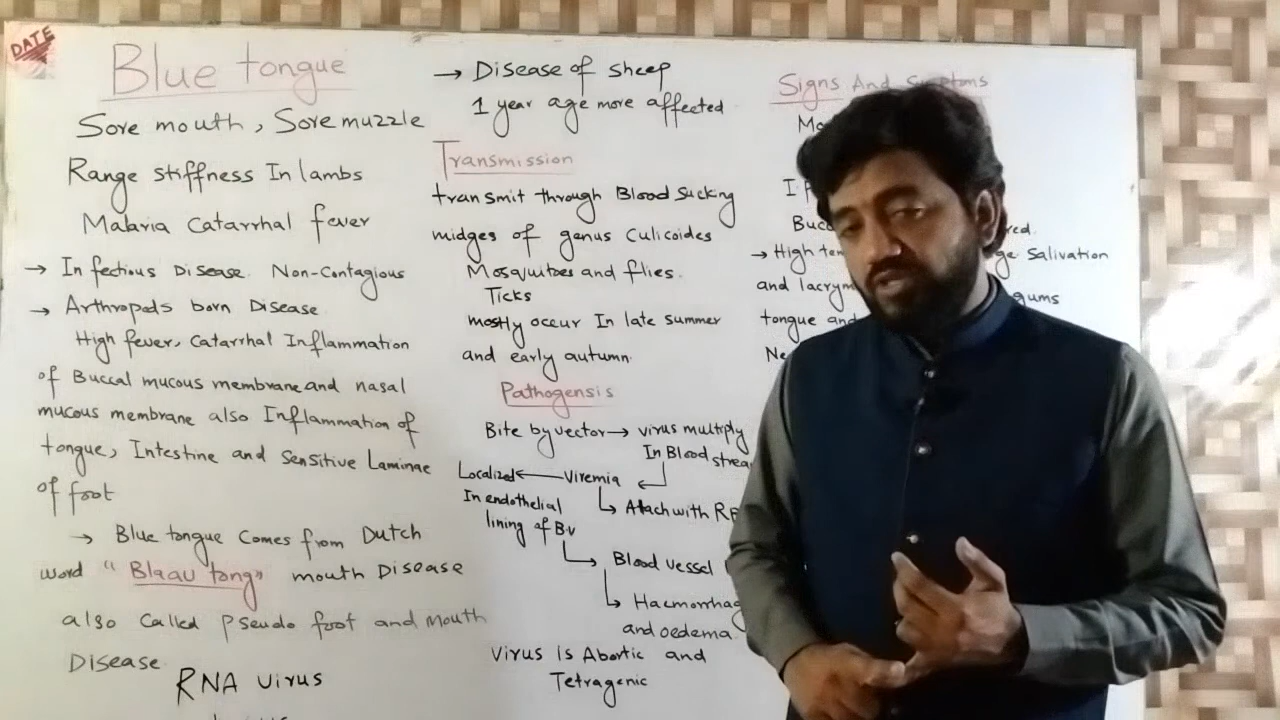 DATE
Blue tongue
Sore mouth, Sore muzzle
Range stiffness In lambs
Malaria Catarrhal fever
→ Infectious Disease. Non-Contagious
→ Arthropods born Disease
High fever, Catarrhal Inflammation
of Buccal mucous membrane and nasal
mucous membrane also Inflammation of
tongue, Intestine and Sensitive Laminae
of foot
→ Blue tongue Comes from Dutch
word "Blaau tong" mouth Disease
also Called Pseudo foot and mouth
Disease
RNA virus
→ Disease of sheep
1 year age more affected
Transmission
transmit through Blood sucking
midges of genus Culicoides
Mosquitoes and flies.
Ticks
mostly occur In late summer
and early autumn.
Pathogensis
Bite by vector → virus multiply
In Blood
Localized ← Viremia
In endothelial
lining of B.V
Attach with
Blood vessel
and oedema
Virus is Abortic and
Tetragenic
Signs And Symptoms
→ High
Salivation
and
gums
tongue and